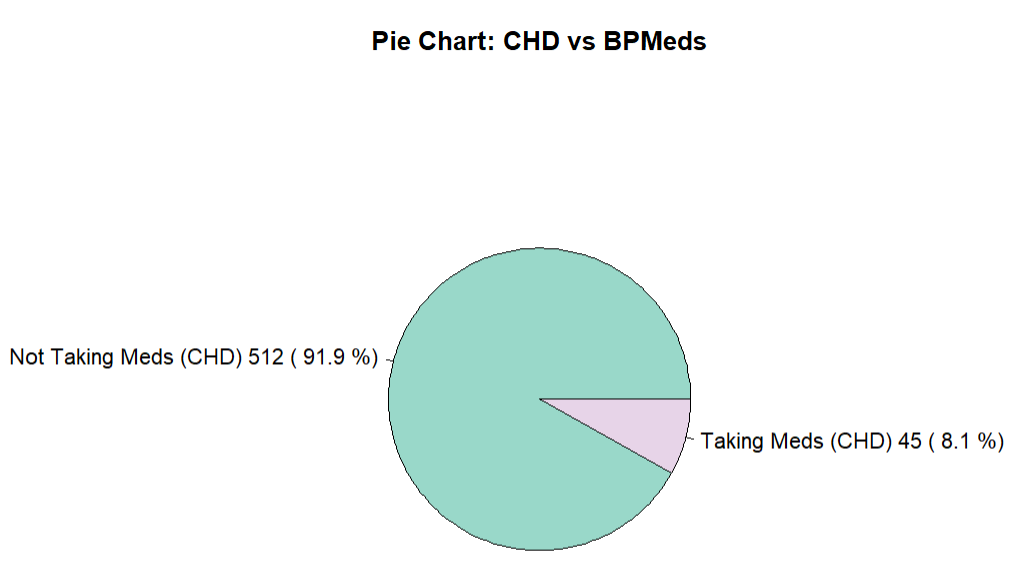 Pie Chart: CHD vs BPMeds
Not Taking Meds (CHD) 512 ( 91.9 %)
Taking Meds (CHD) 45 ( 8.1 %)